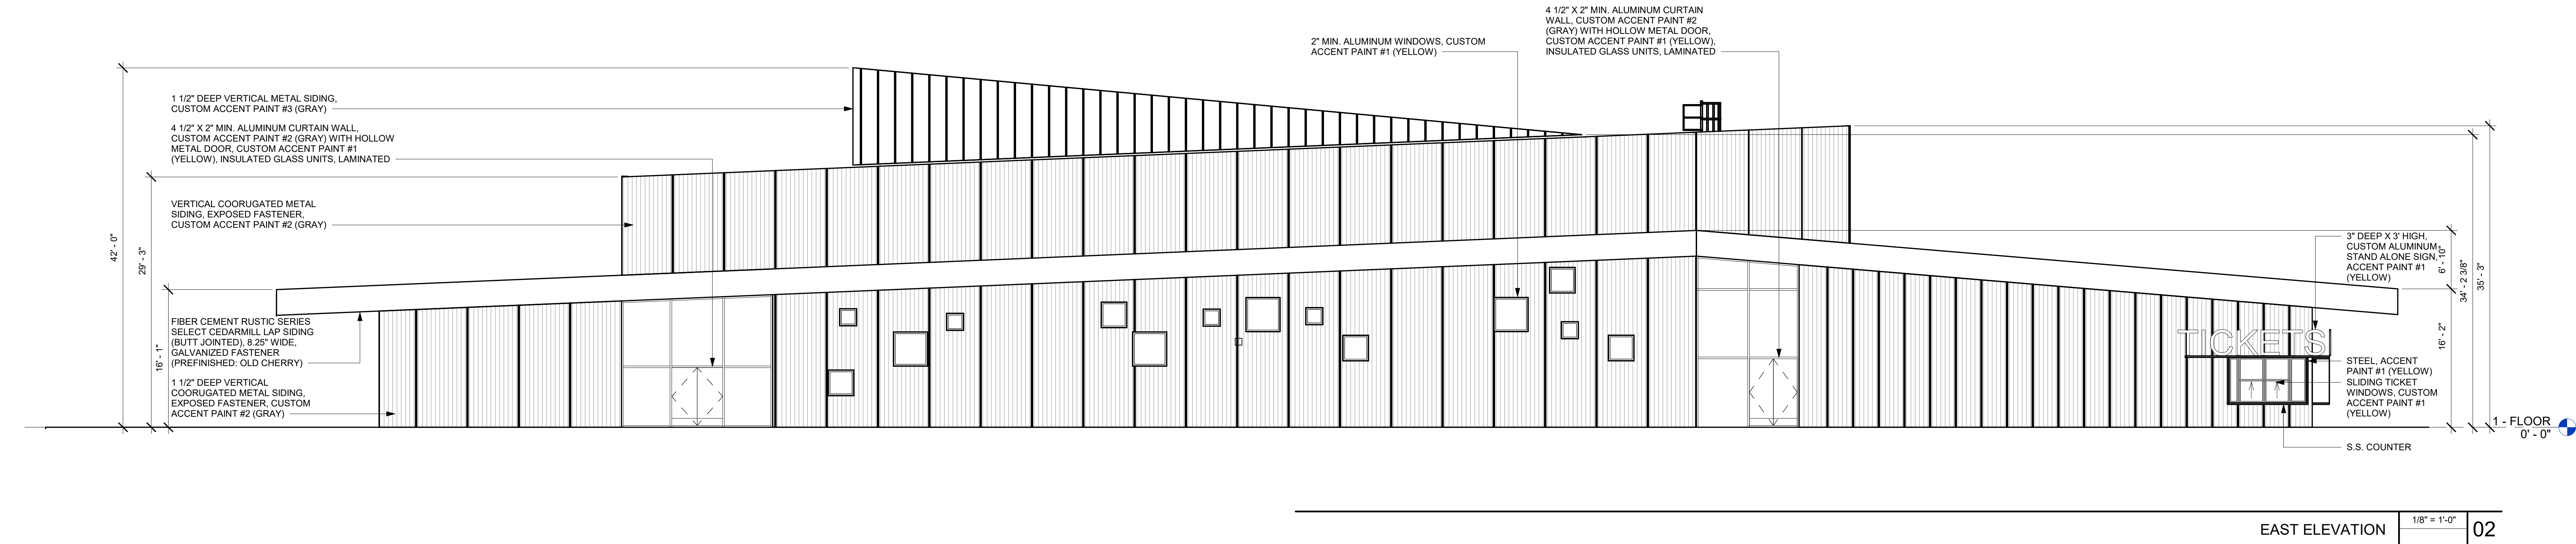 4 1/2" X 2" MIN. ALUMINUM CURTAIN
WALL, CUSTOM ACCENT PAINT #2
(GRAY) WITH HOLLOW METAL DOOR,
CUSTOM ACCENT PAINT #1 (YELLOW),
INSULATED GLASS UNITS, LAMINATED
2" MIN. ALUMINUM WINDOWS, CUSTOM
ACCENT PAINT #1 (YELLOW)
1 1/2" DEEP VERTICAL METAL SIDING,
CUSTOM ACCENT PAINT #3 (GRAY)
4 1/2" X 2" MIN. ALUMINUM CURTAIN WALL,
CUSTOM ACCENT PAINT #2 (GRAY) WITH HOLLOW
METAL DOOR, CUSTOM ACCENT PAINT #1
(YELLOW), INSULATED GLASS UNITS, LAMINATED
VERTICAL COORUGATED METAL
SIDING, EXPOSED FASTENER,
CUSTOM ACCENT PAINT #2 (GRAY)
42' - 0"
29' - 3"
16' - 1"
FIBER CEMENT RUSTIC SERIES
SELECT CEDARMILL LAP SIDING
(BUTT JOINTED), 8.25" WIDE,
GALVANIZED FASTENER
(PREFINISHED: OLD CHERRY)
1 1/2" DEEP VERTICAL
COORUGATED METAL SIDING,
EXPOSED FASTENER, CUSTOM
ACCENT PAINT #2 (GRAY)
3" DEEP X 3' HIGH,
CUSTOM ALUMINUM
STAND ALONE SIGN,
ACCENT PAINT #1
(YELLOW)
6' - 10"
34' - 2 3/8"
35' - 3"
16' - 2"
TICKETS
STEEL, ACCENT
PAINT #1 (YELLOW)
SLIDING TICKET
WINDOWS, CUSTOM
ACCENT PAINT #1
(YELLOW)
S.S. COUNTER
1 - FLOOR
0' - 0"
EAST ELEVATION
1/8" = 1'-0"
02